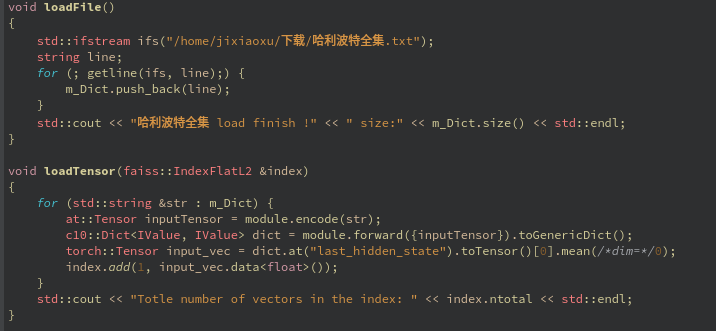 void loadFile()
{
    std::ifstream ifs("/home/jixiaoxu/下载/哈利波特全集.txt");
    string line;
    for (; getline(ifs, line);) {
        m_Dict.push_back(line);
    }
    std::cout << "哈利波特全集 load finish !" << " size:" << m_Dict.size() << std::endl;
}
void loadTensor(faiss::IndexFlatL2 &index)
{
    for (std::string &str : m_Dict) {
        at::Tensor inputTensor = module.encode(str);
        c10::Dict<IValue, IValue> dict = module.forward({inputTensor}).toGenericDict();
        torch::Tensor input_vec = dict.at("last_hidden_state").toTensor()[0].mean(/*dim=*/0);
        index.add(1, input_vec.data<float>());
    }
    std::cout << "Totle number of vectors in the index: " << index.ntotal << std::endl;
}